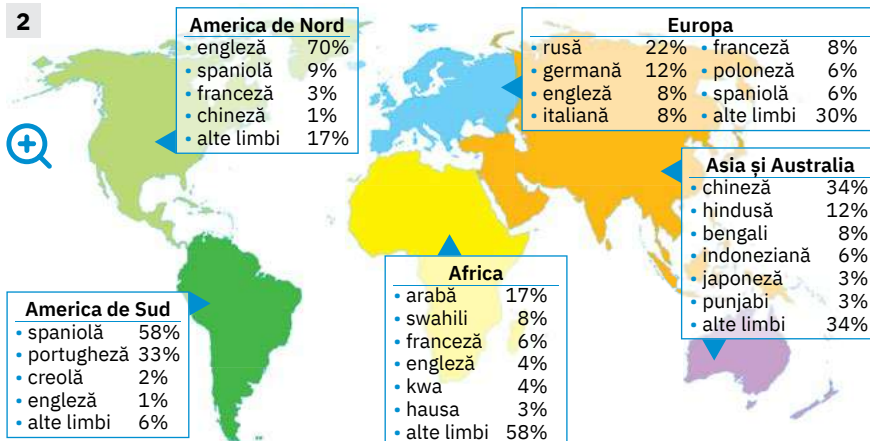 2
America de Nord
• engleză 70%
• spaniolă 9%
• franceză 3%
• chineză 1%
• alte limbi 17%
Europa
• rusă 22% • franceză 8%
• germană 12% • poloneză 6%
• engleză 8% • spaniolă 6%
• italiană 8% • alte limbi 30%
Asia și Australia
• chineză 34%
• hindusă 12%
• bengali 8%
• indoneziană 6%
• japoneză 3%
• punjabi 3%
• alte limbi 34%
America de Sud
• spaniolă 58%
• portugheză 33%
• creolă 2%
• engleză 1%
• alte limbi 6%
Africa
• arabă 17%
• swahili 8%
• franceză 6%
• engleză 4%
• kwa 4%
• hausa 3%
• alte limbi 58%